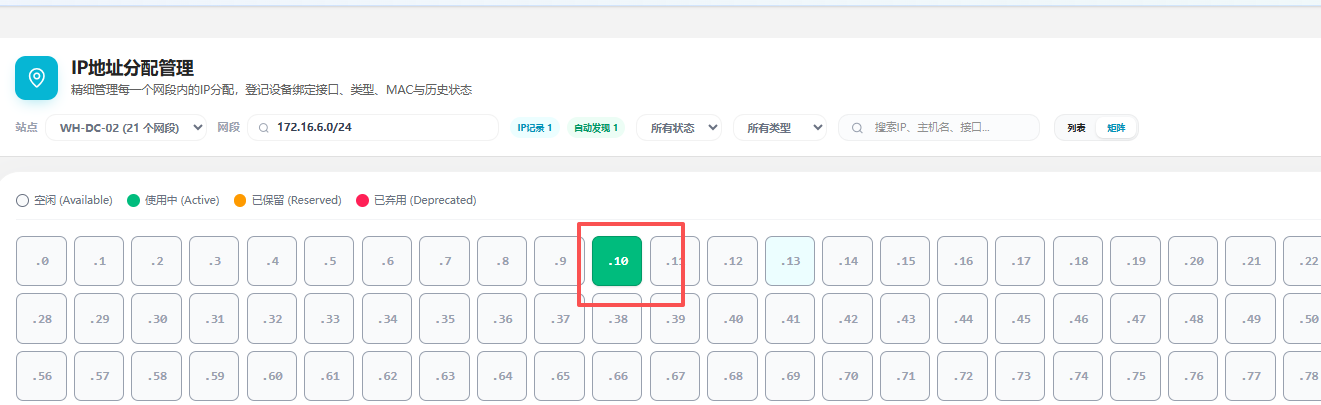 IP地址分配管理
精细管理每一个网段内的IP分配，登记设备绑定接口、类型、MAC与历史状态
站点 WH-DC-02 (21 个网段) 网段 172.16.6.0/24 IP记录 1 自动发现 1 所有状态 所有类型 搜索IP、主机名、接口... 列表 矩阵
空闲 (Available) 使用中 (Active) 已保留 (Reserved) 已弃用 (Deprecated)
.0 .1 .2 .3 .4 .5 .6 .7 .8 .9 .10 .11 .12 .13 .14 .15 .16 .17 .18 .19 .20 .21 .22
.28 .29 .30 .31 .32 .33 .34 .35 .36 .37 .38 .39 .40 .41 .42 .43 .44 .45 .46 .47 .48 .49 .50
.56 .57 .58 .59 .60 .61 .62 .63 .64 .65 .66 .67 .68 .69 .70 .71 .72 .73 .74 .75 .76 .77 .78